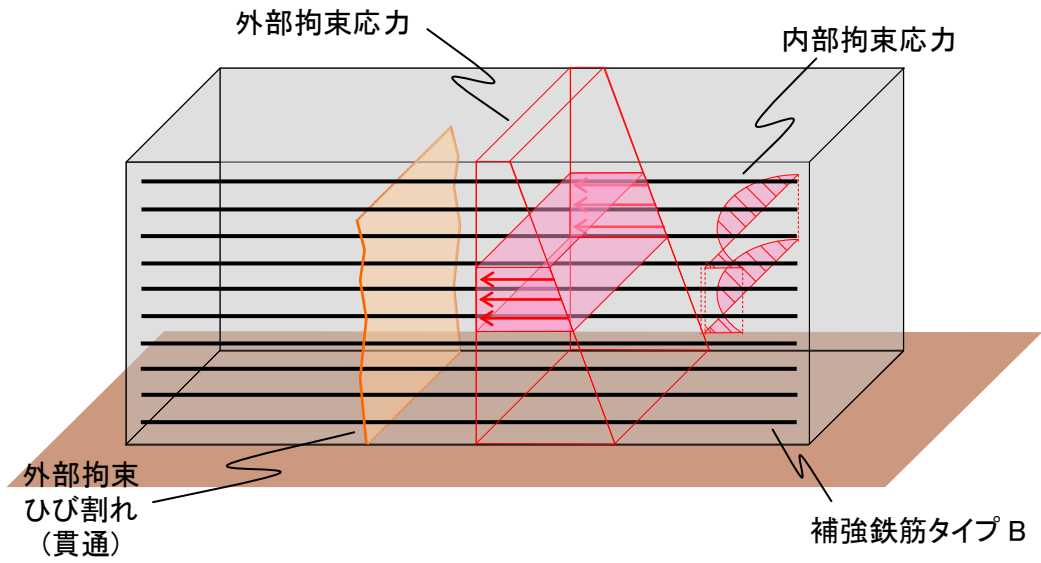 外部拘束応力
内部拘束応力
外部拘束
ひび割れ
（貫通）
補強鉄筋タイプ B